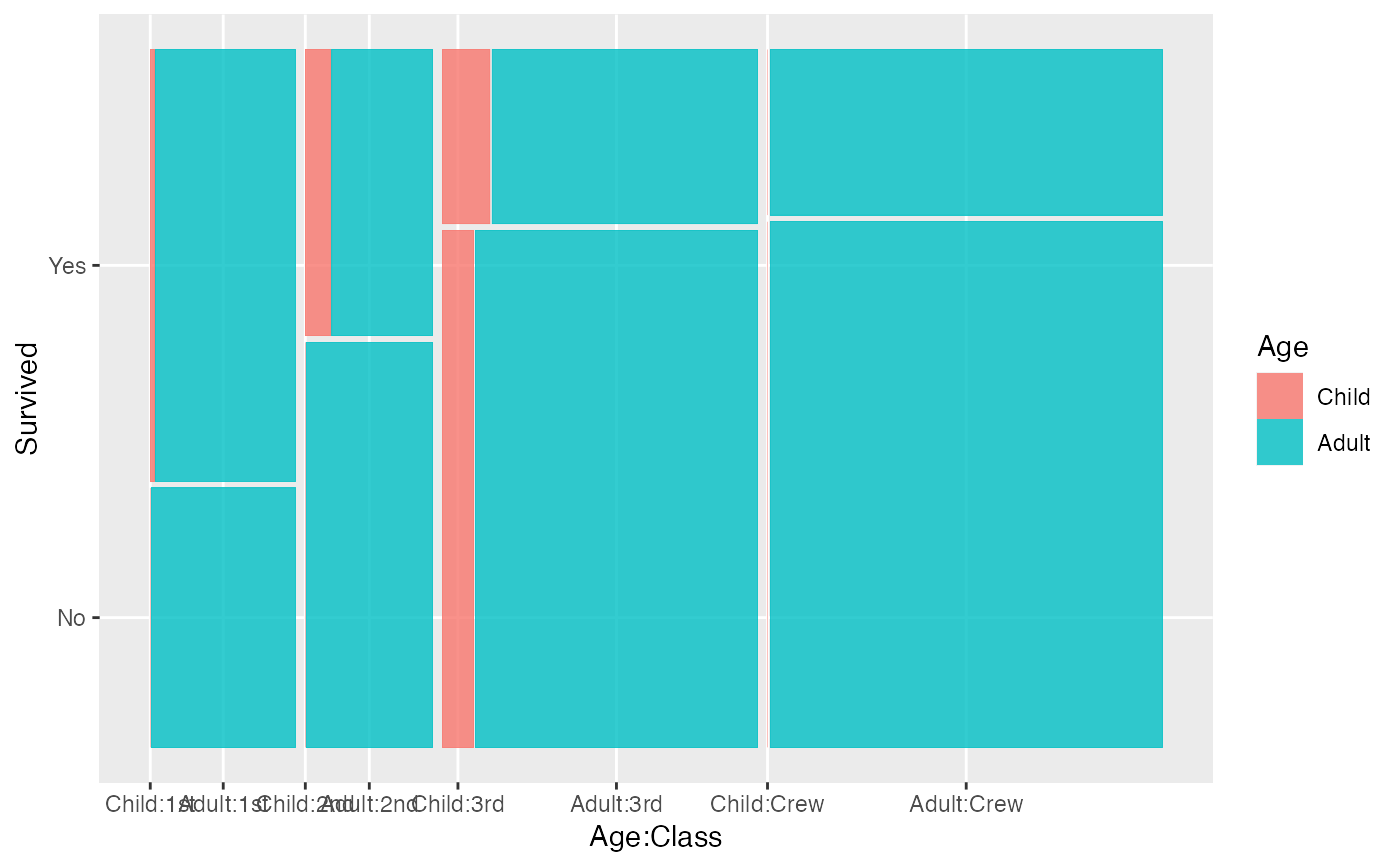 Survived
Yes
No
Child:1st Adult:1st Child:2nd Adult:2nd Child:3rd Adult:3rd Child:Crew Adult:Crew
Age:Class
Age
Child
Adult